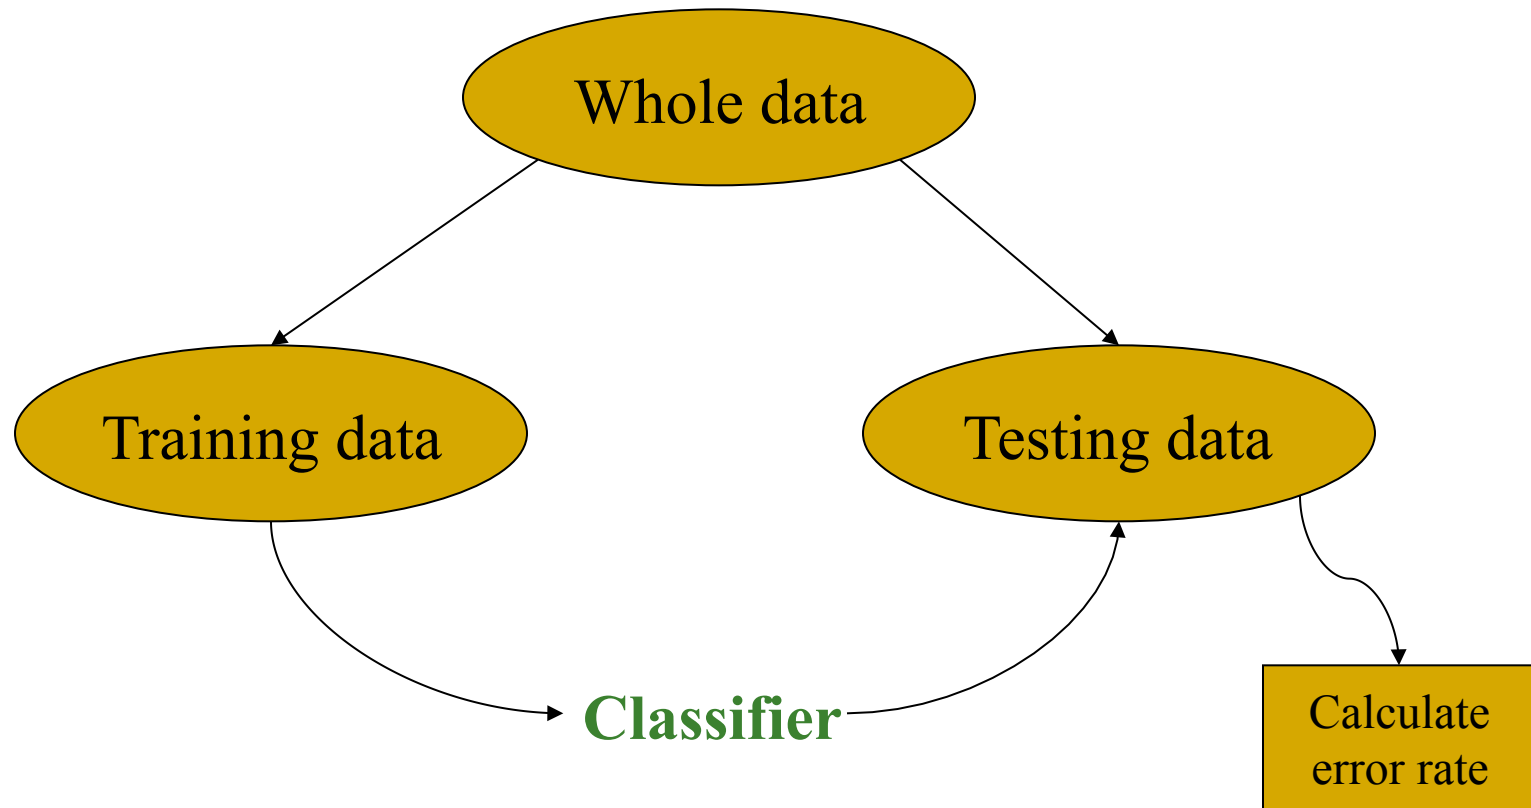 Whole data
Training data
Testing data
Classifier
Calculate
error rate